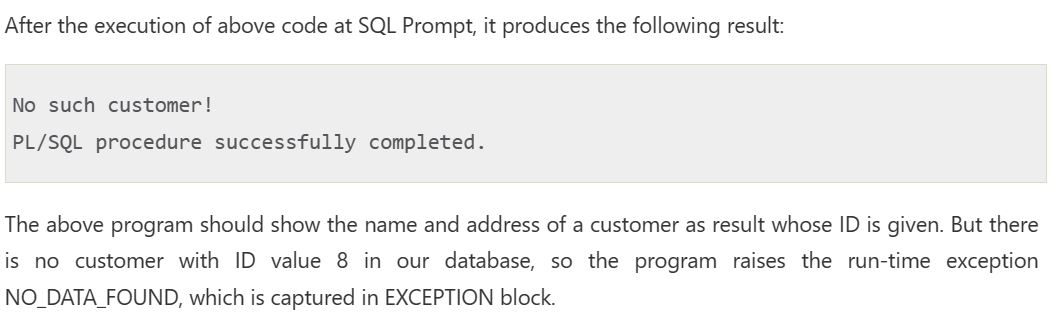 After the execution of above code at SQL Prompt, it produces the following result:
No such customer!
PL/SQL procedure successfully completed.
The above program should show the name and address of a customer as result whose ID is given. But there
is no customer with ID value 8 in our database, so the program raises the run-time exception
NO_DATA_FOUND, which is captured in EXCEPTION block.